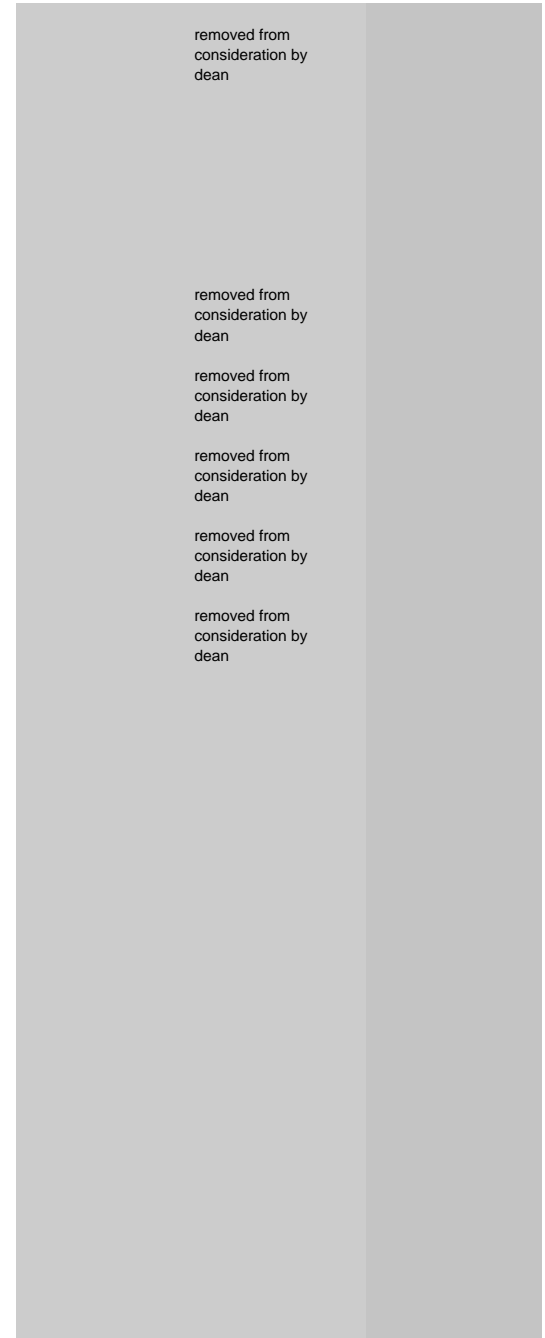 removed from
consideration by
dean
removed from
consideration by
dean
removed from
consideration by
dean
removed from
consideration by
dean
removed from
consideration by
dean
removed from
consideration by
dean